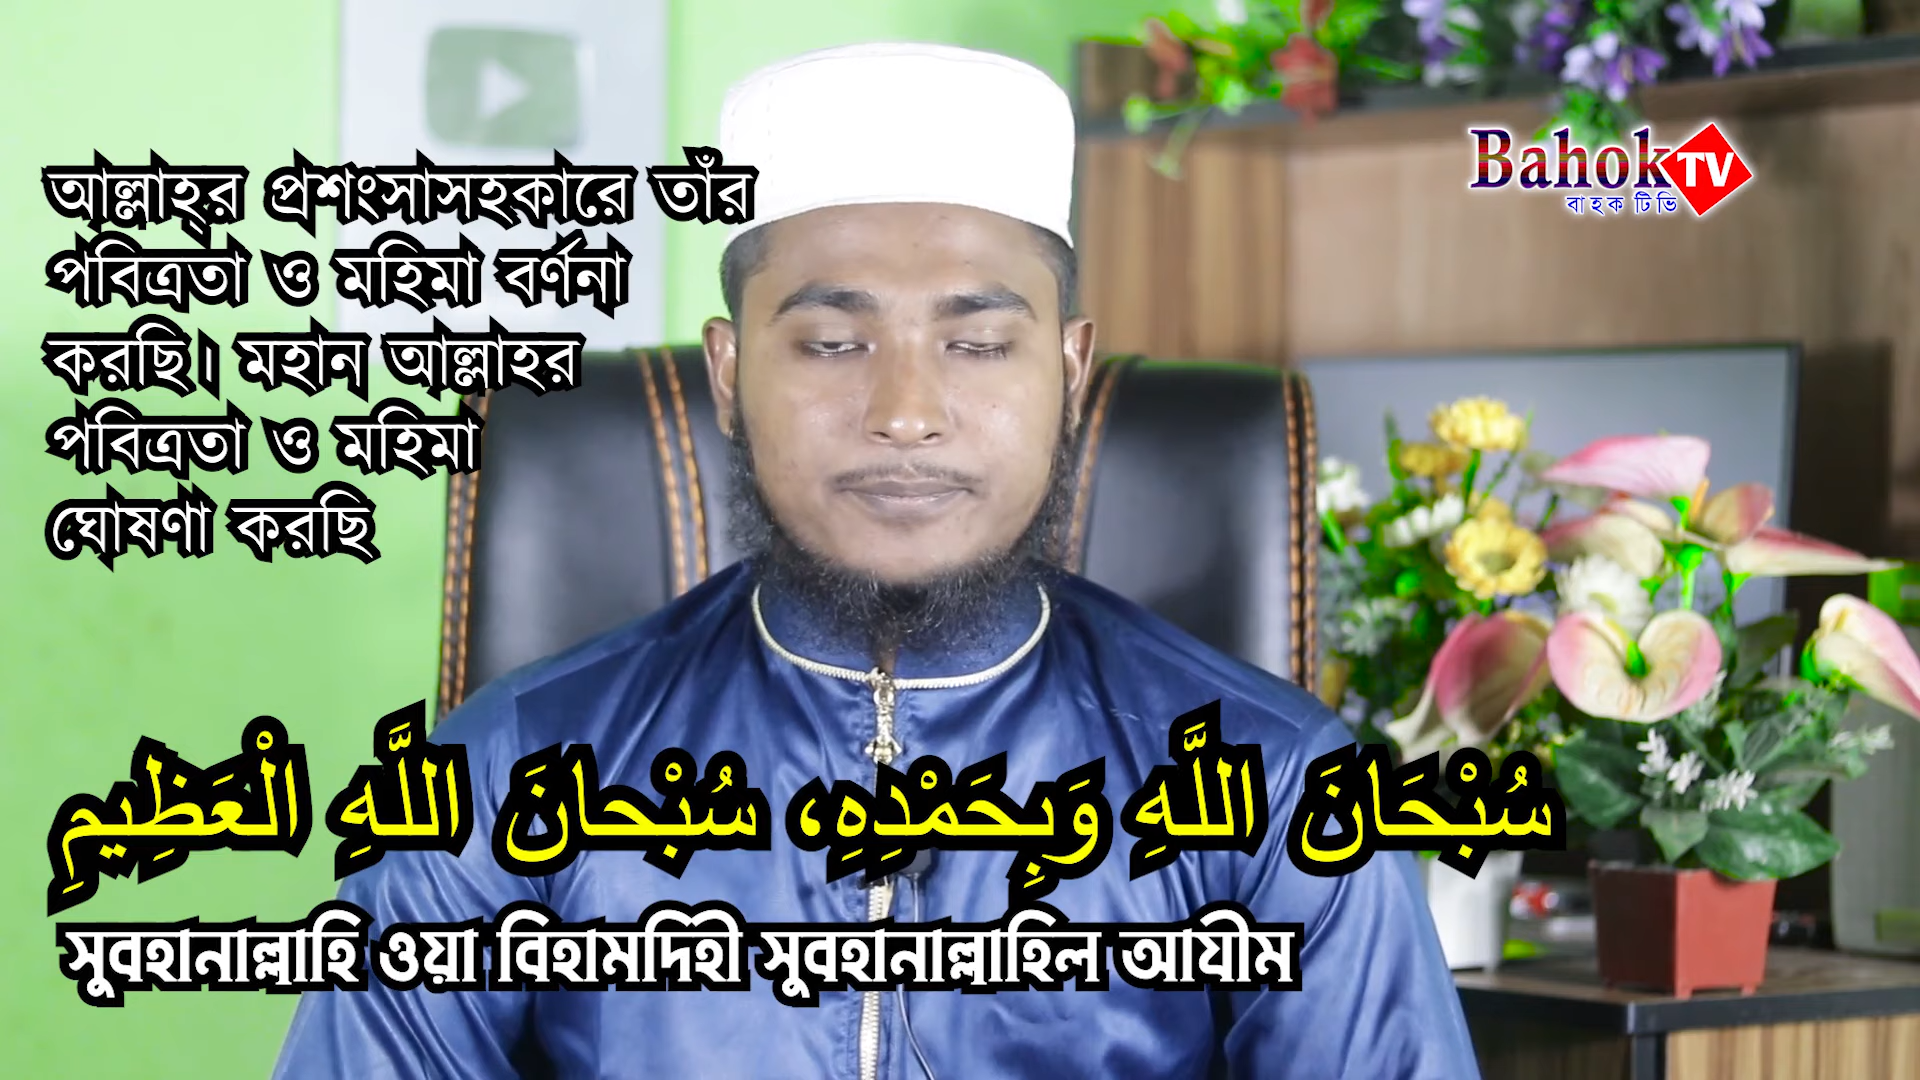 আল্লাহ্‌র প্রশংসাসহকারে তাঁর
পবিত্রতা ও মহিমা বর্ণনা
করছি। মহান আল্লাহর
পবিত্রতা ও মহিমা
ঘোষণা করছি
Bahok TV
বাহক টিভি
سُبْحَانَ اللَّهِ وَبِحَمْدِهِ، سُبْحانَ اللَّهِ الْعَظِيمِ
সুবহানাল্লাহি ওয়া বিহামদিহী সুবহানাল্লাহিল আযীম